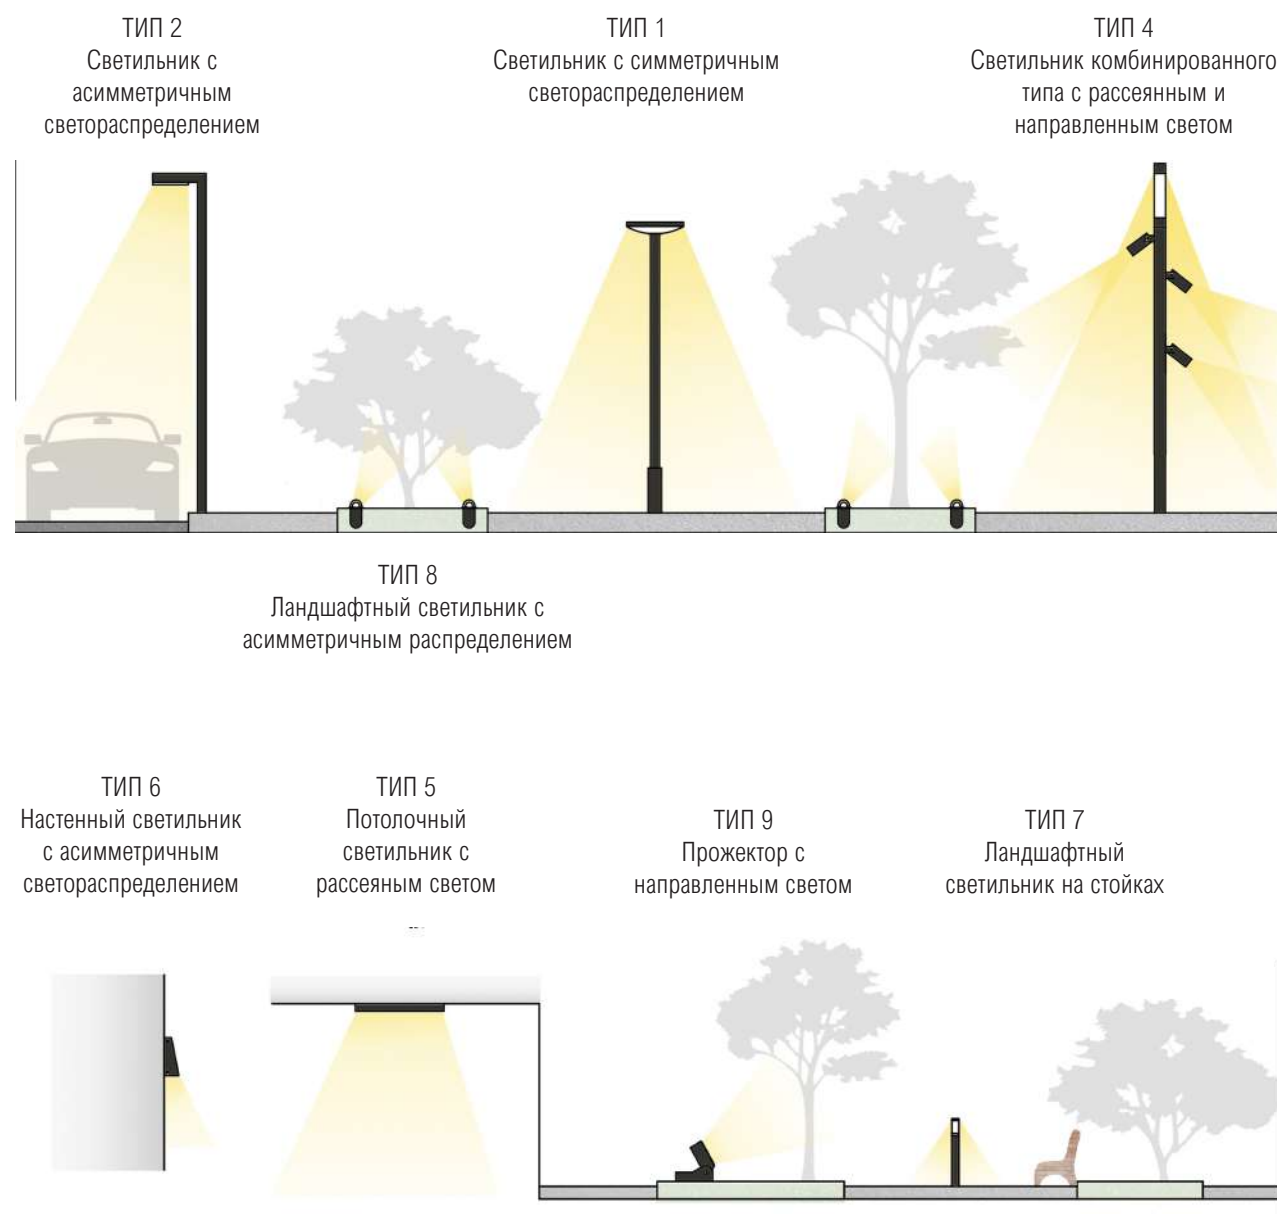 ТИП 2
Светильник с
асимметричным
светораспределением
ТИП 1
Светильник с симметричным
светораспределением
ТИП 4
Светильник комбинированного
типа с рассеянным и
направленным светом
ТИП 8
Ландшафтный светильник с
асимметричным распределением
ТИП 6
Настенный светильник
с асимметричным
светораспределением
ТИП 5
Потолочный
светильник с
рассеяным светом
ТИП 9
Прожектор с
направленным светом
ТИП 7
Ландшафтный
светильник на стойках